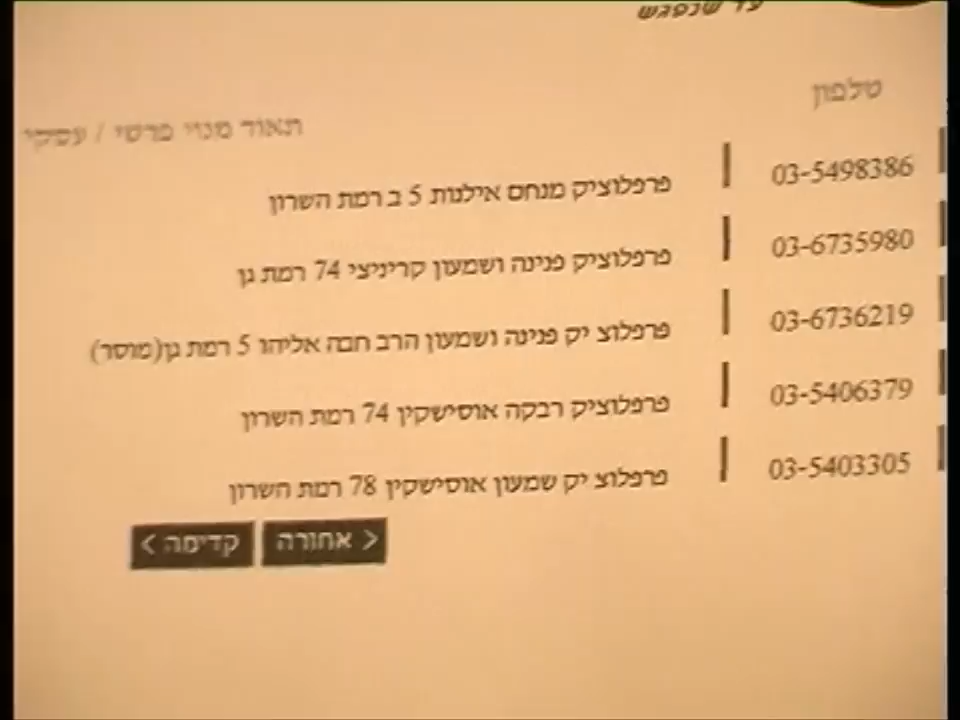 עד שנפגש
טלפון
תאור מנוי פרטי / עסקי
03-5498386 פרפלוציק מנחם אילנות 5 ב רמת השרון
03-6735980 פרפלוציק פנינה ושמעון קריניצי 74 רמת גן
03-6736219 פרפלוצ יק פנינה ושמעון הרב חבה אליהו 5 רמת גן(מוסר)
03-5406379 פרפלוציק רבקה אוסישקין 74 רמת השרון
03-5403305 פרפלוצ יק שמעון אוסישקין 78 רמת השרון
< אחורה קדימה >